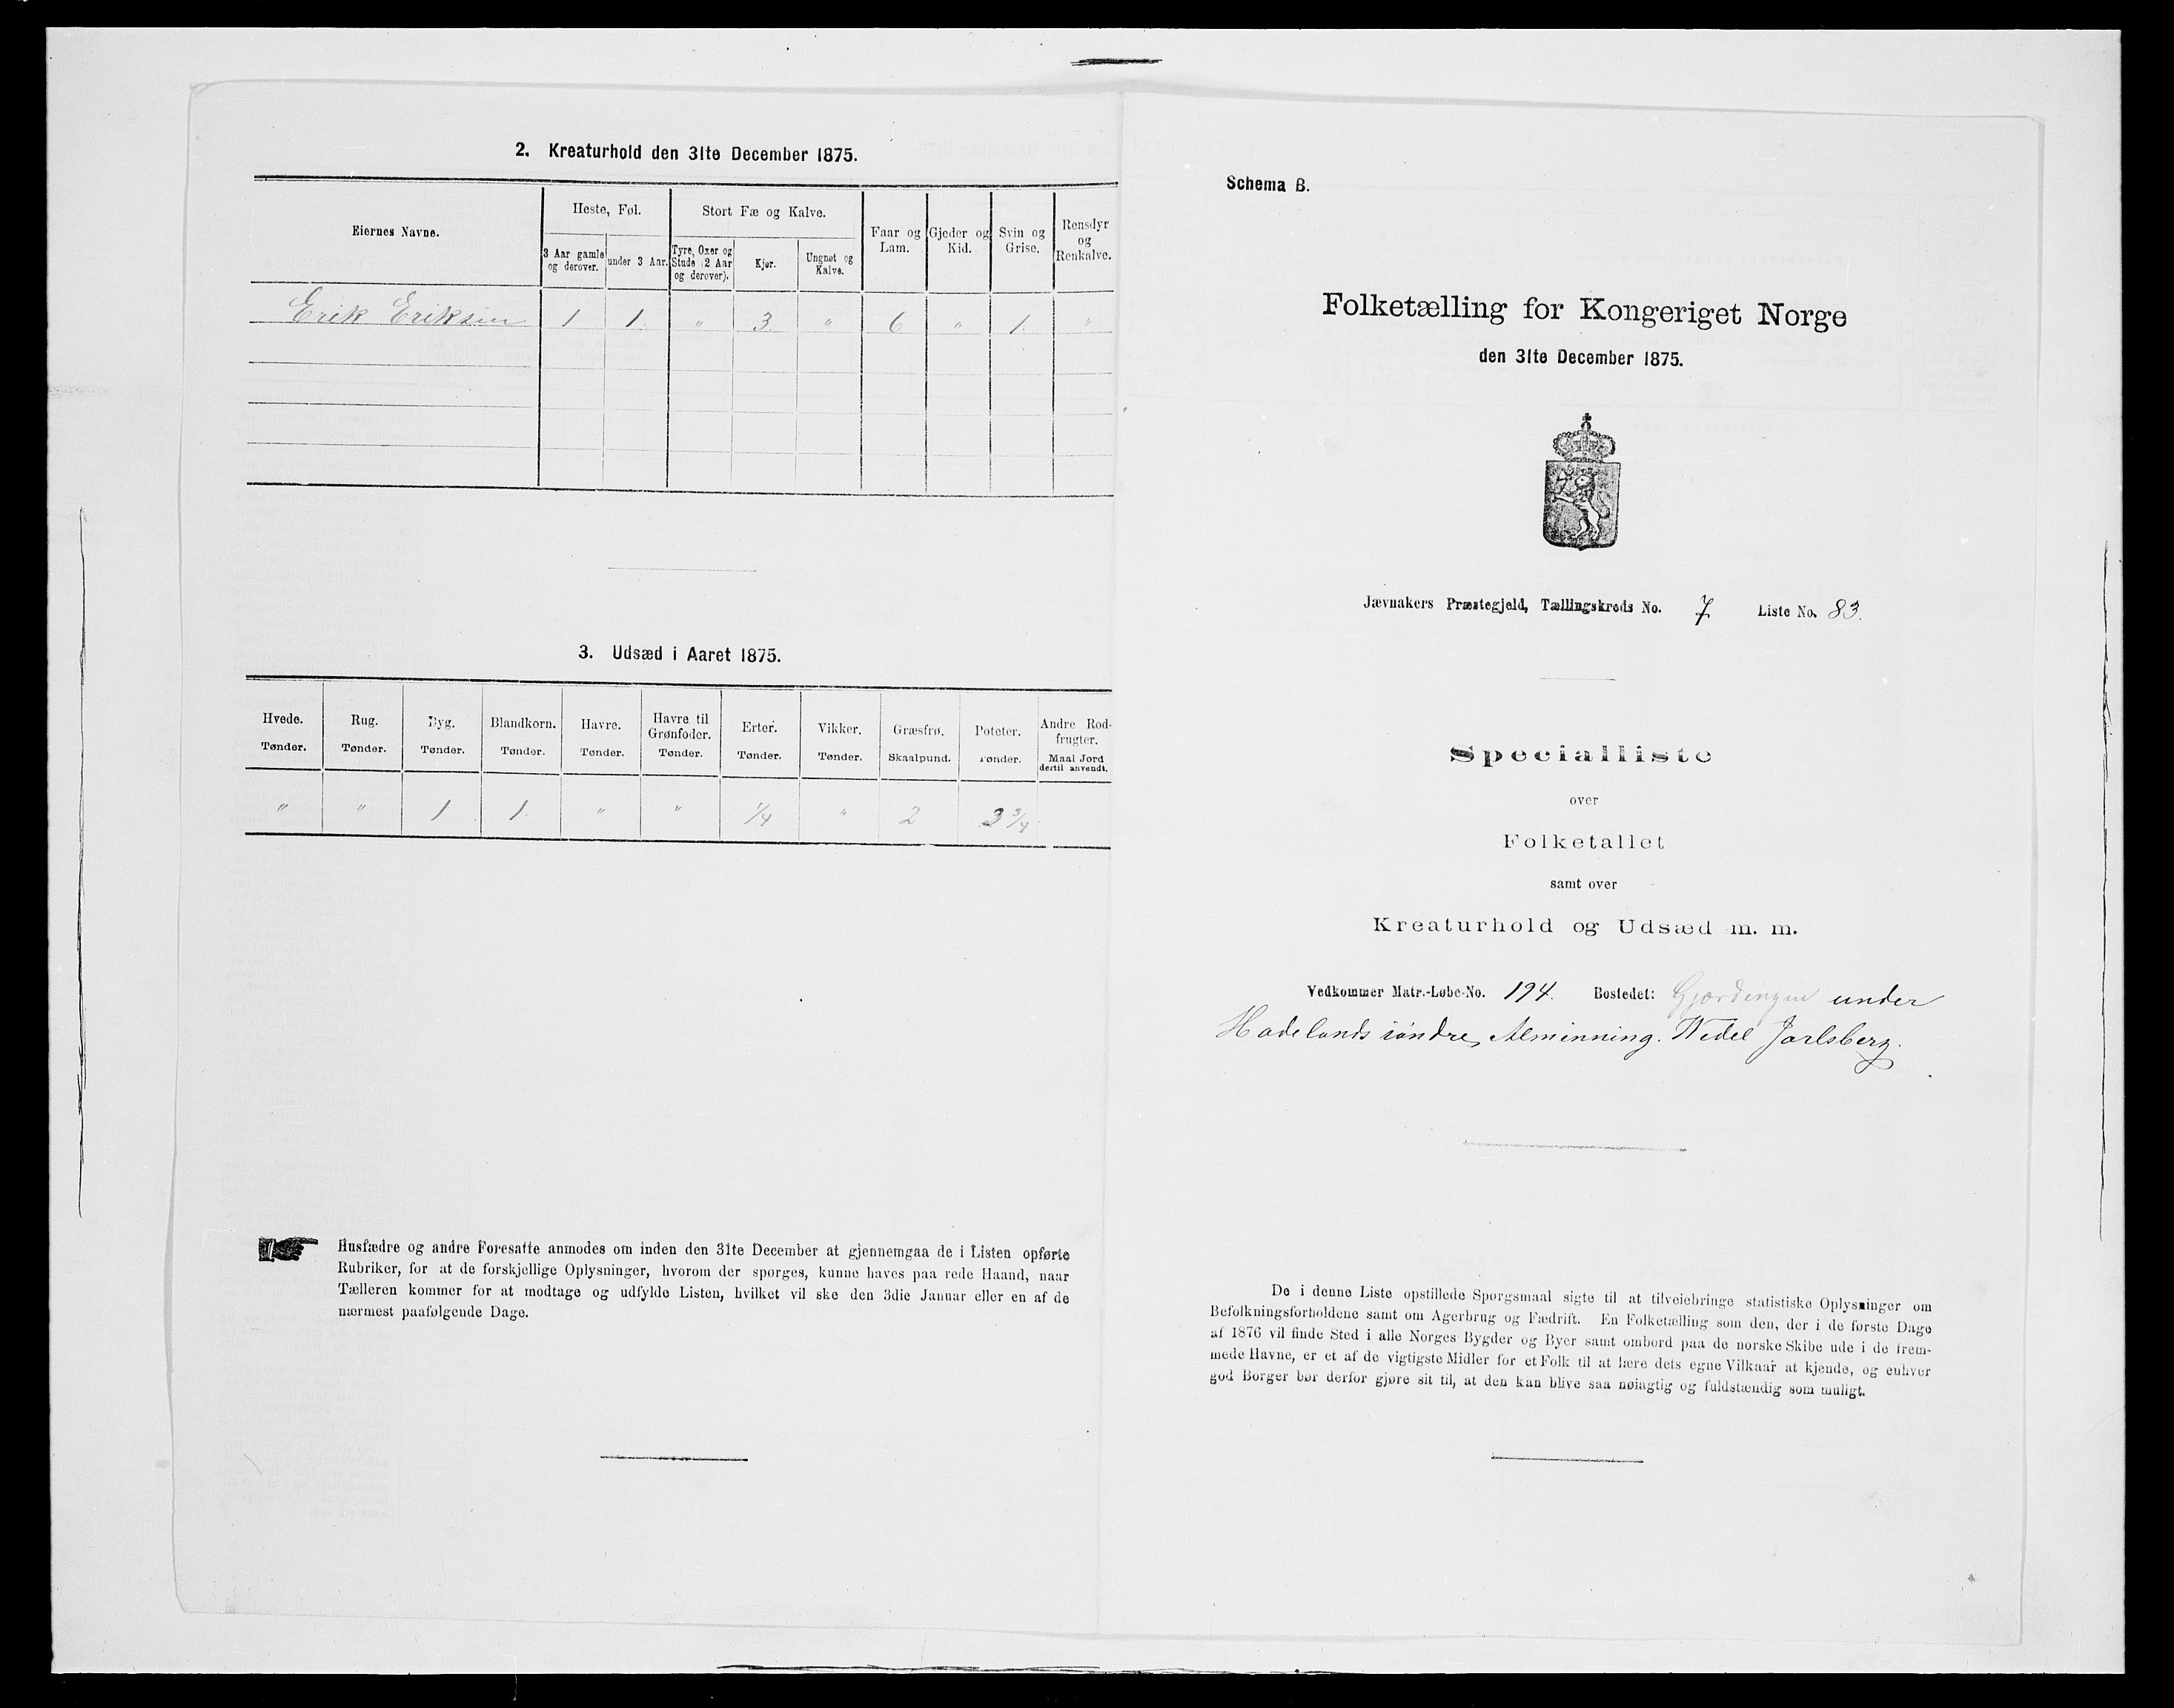 2. Kreaturhold den 31te December 1875.
Eiernes Navne.
Heste, Føl.
Stort Fæ og Kalve.
Faar og Lam.
Gjeder og Kid.
Svin og Grise.
Rensdyr og Renkalve.
3 Aar gamle og derover.
under 3 Aar.
Tyre, Oxer og Stude (2 Aar og derover).
Kjør.
Ungnøt og Kalve.
Erik Eriksen 1 1. " 3. " 6 " 1. "
3. Udsæd i Aaret 1875.
Hvede. Rug. Byg. Blandkorn. Havre. Havre til Grønfoder. Erter. Vikker. Græsfrø. Poteter. Andre Rodfrugter.
Tønder. Tønder. Tønder. Tønder. Tønder. Tønder. Tønder. Tønder. Skaalpund. Tønder. Maal Jord dertil anvendt.
" " 1 1. " " 1/4 " 2 3 3/4
Husfædre og andre Foresatte anmodes om inden den 31te December at gjennemgaa de i Listen opførte
Rubriker, for at de forskjellige Oplysninger, hvorom der spørges, kunne haves paa rede Haand, naar
Tælleren kommer for at modtage og udfylde Listen, hvilket vil ske den 3die Januar eller en af de
nærmest paafølgende Dage.
Schema B.
Folketælling for Kongeriget Norge
den 31te December 1875.
Jævnakers Præstegjeld, Tællingskreds No. 7 Liste No. 83.
Specialliste
over
Folketallet
samt over
Kreaturhold og Udsæd m. m.
Vedkommer Matr.-Løbe-No. 194. Bostedet: Gjærdingen under
Hadelands søndre Alminning. Wedel Jarlsberg.
De i denne Liste opstillede Spørgsmaal sigte til at tilveiebringe statistiske Oplysninger om
Befolkningsforholdene samt om Agerbrug og Fædrift. En Folketælling som den, der i de første Dage
af 1876 vil finde Sted i alle Norges Bygder og Byer samt ombord paa de norske Skibe ude i de frem-
mede Havne, er et af de vigtigste Midler for et Folk til at lære dets egne Vilkaar at kjende, og enhver
god Borger bør derfor gjøre sit til, at den kan blive saa nøiagtig og fuldstændig som muligt.